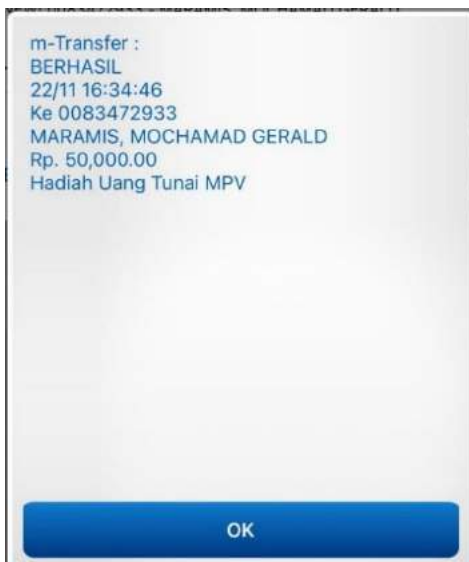 m-Transfer :
BERHASIL
22/11 16:34:46
Ke 0083472933
MARAMIS, MOCHAMAD GERALD
Rp. 50,000.00
Hadiah Uang Tunai MPV
OK